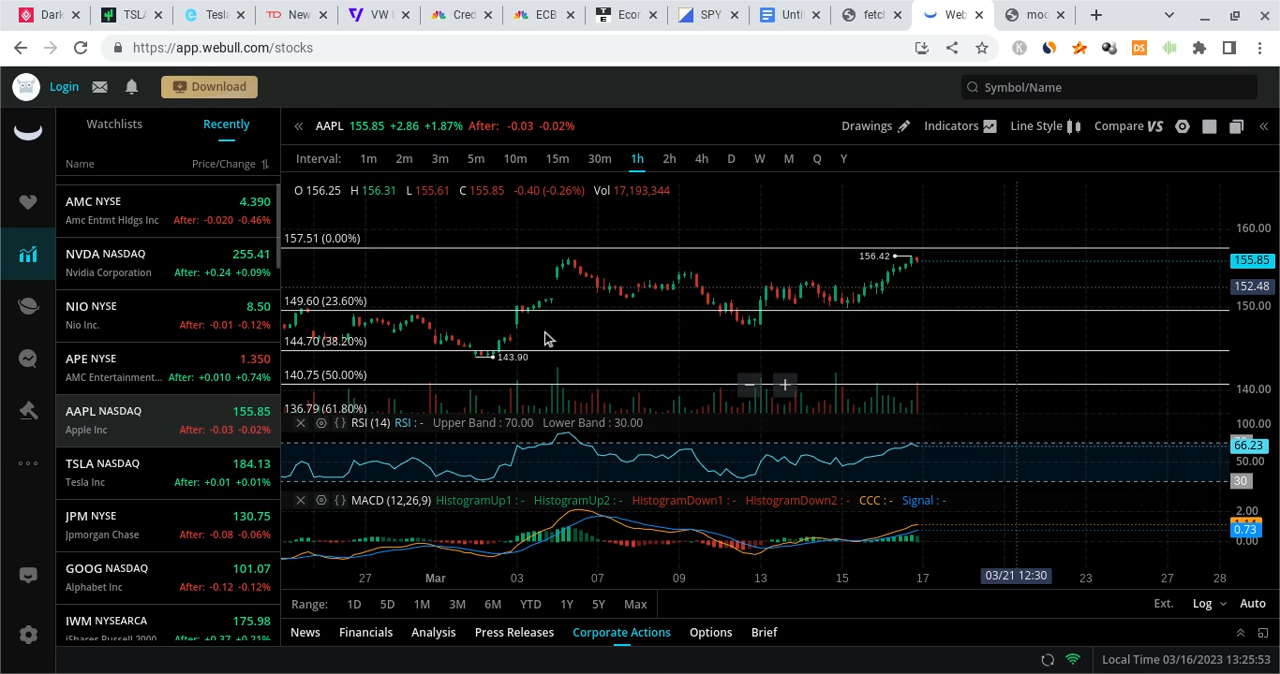 Dark
TSLA
Tesla
New
VW
Cred
ECB
Econ
SPY
Unti
fetch
Web
moc
https://app.webull.com/stocks
Login
Download
Symbol/Name
Watchlists
Recently
AAPL 155.85 +2.86 +1.87% After: -0.03 -0.02%
Drawings
Indicators
Line Style
Compare VS
Name
Price/Change
Interval: 1m 2m 3m 5m 10m 15m 30m 1h 2h 4h D W M Q Y
AMC NYSE 4.390
Amc Entmt Hldgs Inc After: -0.020 -0.46%
NVDA NASDAQ 255.41
Nvidia Corporation After: +0.24 +0.09%
NIO NYSE 8.50
Nio Inc. After: -0.01 -0.12%
APE NYSE 1.350
AMC Entertainment... After: +0.010 +0.74%
AAPL NASDAQ 155.85
Apple Inc After: -0.03 -0.02%
TSLA NASDAQ 184.13
Tesla Inc After: +0.01 +0.01%
JPM NYSE 130.75
Jpmorgan Chase After: -0.08 -0.06%
GOOG NASDAQ 101.07
Alphabet Inc After: -0.12 -0.12%
IWM NYSEARCA 175.98
iShares Russell 2000 After: +0.37 +0.21%
O 156.25 H 156.31 L 155.61 C 155.85 -0.40 (-0.26%) Vol 17,193,344
157.51 (0.00%)
149.60 (23.60%)
144.70 (38.20%)
140.75 (50.00%)
136.79 (61.80%)
156.42
143.90
160.00
155.85
152.48
150.00
140.00
RSI (14) RSI : - Upper Band : 70.00 Lower Band : 30.00
100.00
66.23
50.00
30
MACD (12,26,9) HistogramUp1 : - HistogramUp2 : - HistogramDown1 : - HistogramDown2 : - CCC : - Signal : -
2.00
0.73
0.00
27 Mar 03 07 09 13 15 17 03/21 12:30 23 27 28
Range: 1D 5D 1M 3M 6M YTD 1Y 5Y Max
Ext. Log Auto
News Financials Analysis Press Releases Corporate Actions Options Brief
Local Time 03/16/2023 13:25:53